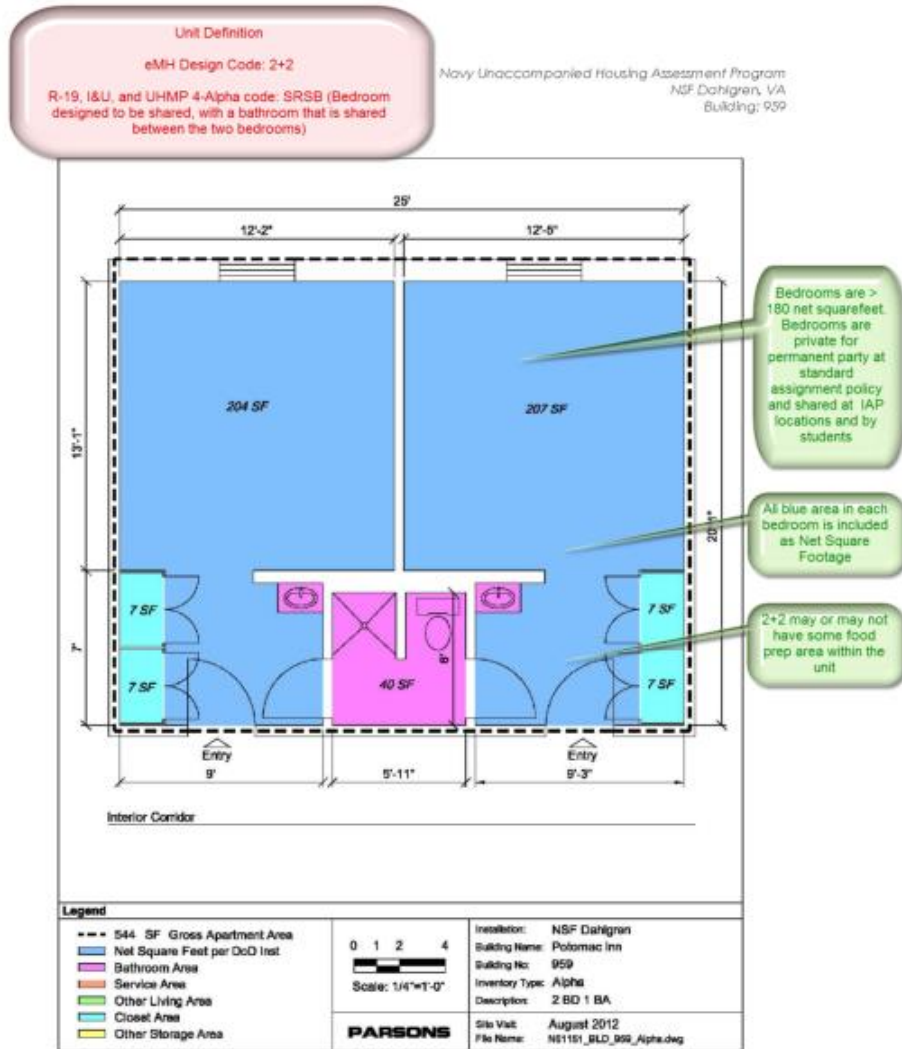 Unit Definition
eMH Design Code: 2+2
R-19, I&U, and UHMP 4-Alpha code: SRSB (Bedroom
designed to be shared, with a bathroom that is shared
between the two bedrooms)
Navy Unaccompanied Housing Assessment Program
NSF Dahlgren, VA
Building: 959
25'
12'-2"
12'-5"
Bedrooms are >
180 net squarefeet.
Bedrooms are
private for
permanent party at
standard
assignment policy
and shared at IAP
locations and by
students
204 SF
207 SF
13'-1"
All blue area in each
bedroom is included
as Net Square
Footage
7 SF
7 SF
7'
7 SF
7 SF
8'
40 SF
2+2 may or may not
have some food
prep area within the
unit
Entry
Entry
9'
5'-11"
9'-3"
Interior Corridor
Legend
544 SF Gross Apartment Area
Net Square Feet per DoD Inst
Bathroom Area
Service Area
Other Living Area
Closet Area
Other Storage Area
0 1 2 4
Scale: 1/4"=1'-0"
PARSONS
Installation: NSF Dahlgren
Building Name: Potomac Inn
Building No: 959
Inventory Type: Alpha
Description: 2 BD 1 BA
Site Visit: August 2012
File Name: N61151_BLD_959_Alpha.dwg